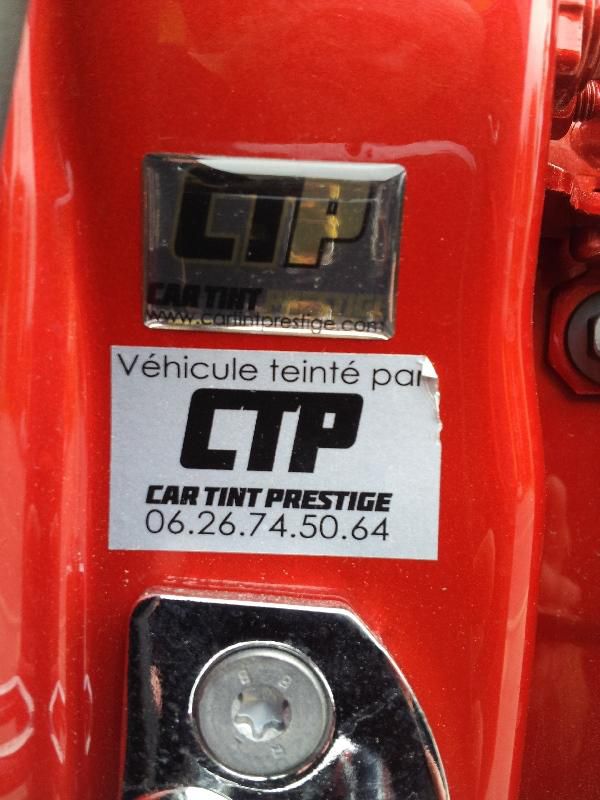 CTP
CAR TINT PRESTIGE
www.cartintprestige.com
Véhicule teinté par
CTP
CAR TINT PRESTIGE
06.26.74.50.64